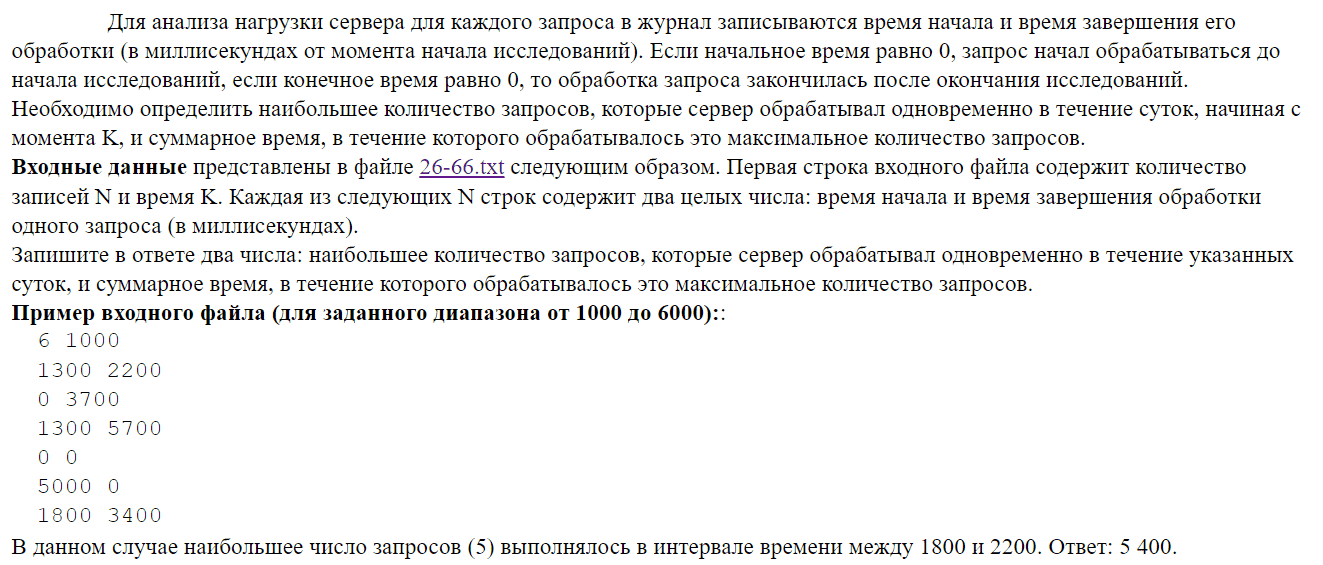 Для анализа нагрузки сервера для каждого запроса в журнал записываются время начала и время завершения его
обработки (в миллисекундах от момента начала исследований). Если начальное время равно 0, запрос начал обрабатываться до
начала исследований, если конечное время равно 0, то обработка запроса закончилась после окончания исследований.
Необходимо определить наибольшее количество запросов, которые сервер обрабатывал одновременно в течение суток, начиная с
момента K, и суммарное время, в течение которого обрабатывалось это максимальное количество запросов.
Входные данные представлены в файле 26-66.txt следующим образом. Первая строка входного файла содержит количество
записей N и время K. Каждая из следующих N строк содержит два целых числа: время начала и время завершения обработки
одного запроса (в миллисекундах).
Запишите в ответе два числа: наибольшее количество запросов, которые сервер обрабатывал одновременно в течение указанных
суток, и суммарное время, в течение которого обрабатывалось это максимальное количество запросов.
Пример входного файла (для заданного диапазона от 1000 до 6000)::
6 1000
1300 2200
0 3700
1300 5700
0 0
5000 0
1800 3400
В данном случае наибольшее число запросов (5) выполнялось в интервале времени между 1800 и 2200. Ответ: 5 400.